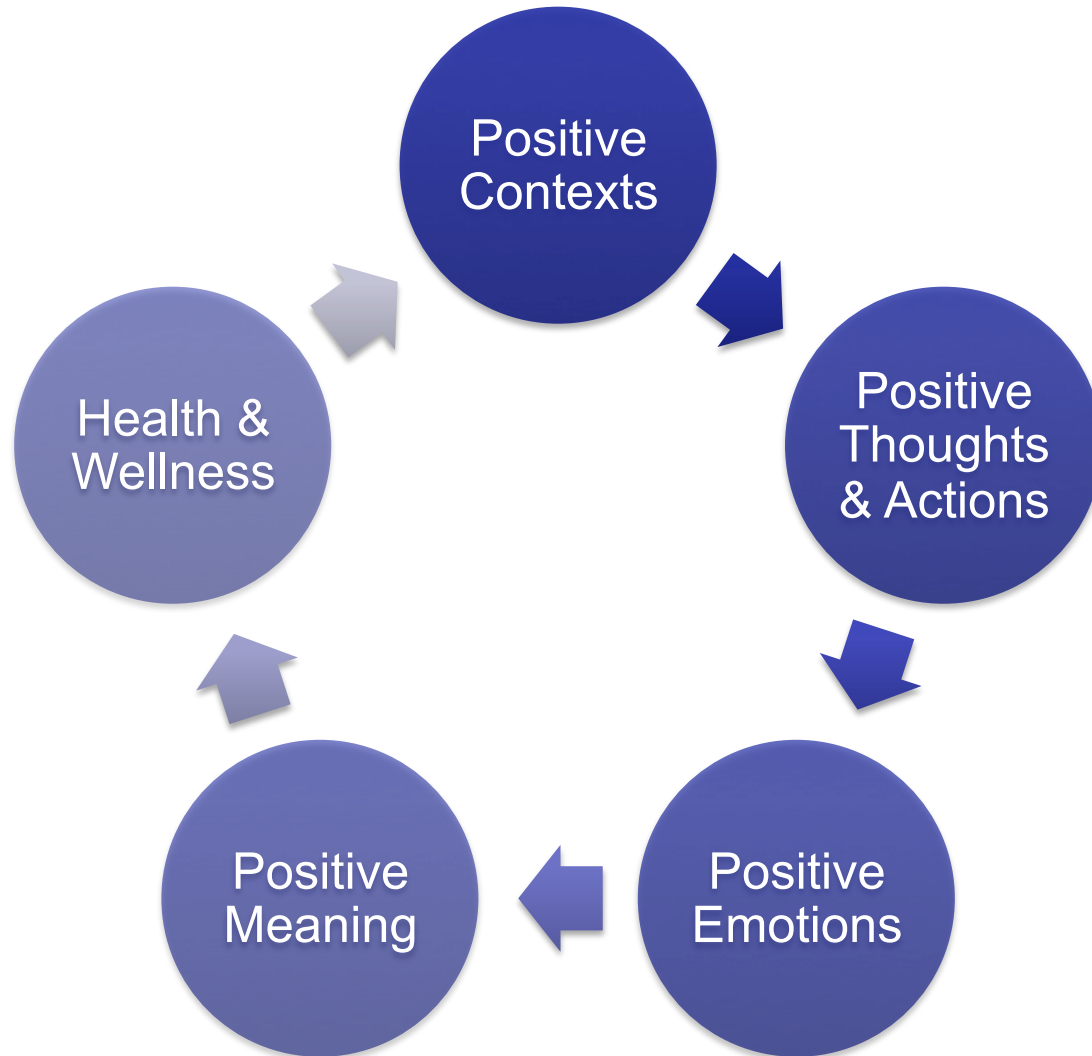 Positive
Contexts
Positive
Thoughts
& Actions
Positive
Emotions
Positive
Meaning
Health &
Wellness